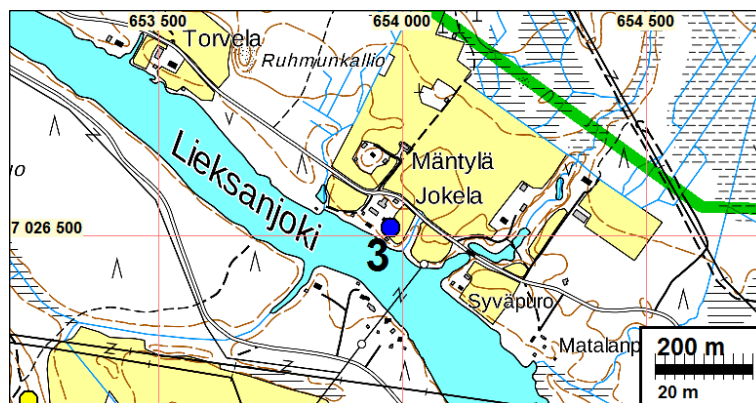 653 500
654 000
654 500
Torvela
Ruhmunkallio
Lieksanjoki
Mäntylä
Jokela
7 026 500
3
Syväpuro
Matalanp
200 m
20 m